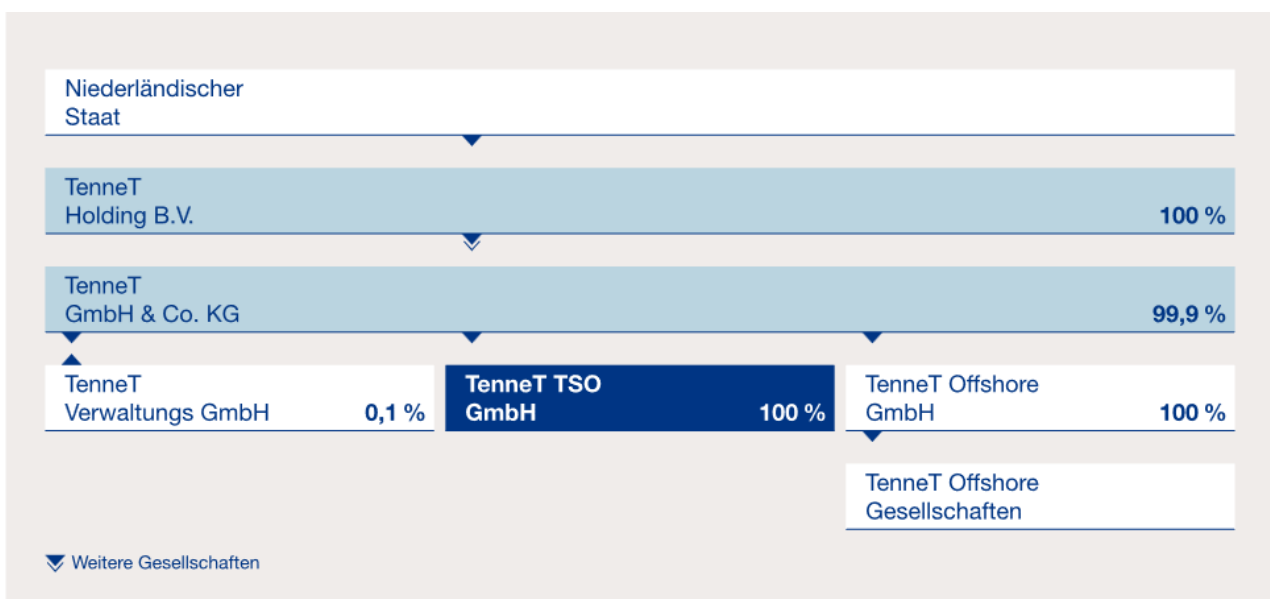 Niederländischer
Staat
TenneT
Holding B.V. 100 %
TenneT
GmbH & Co. KG 99,9 %
TenneT
Verwaltungs GmbH 0,1 %
TenneT TSO
GmbH 100 %
TenneT Offshore
GmbH 100 %
TenneT Offshore
Gesellschaften
Weitere Gesellschaften